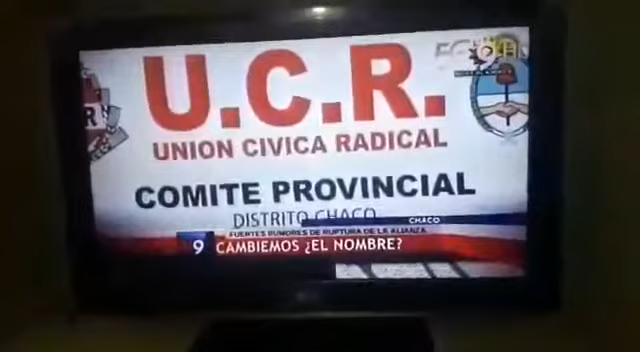 U.C.R.
UNION CIVICA RADICAL
COMITE PROVINCIAL
DISTRITO CHACO
CHACO
FUERTES RUMORES DE RUPTURA DE LA ALIANZA
9 CAMBIEMOS ¿EL NOMBRE?